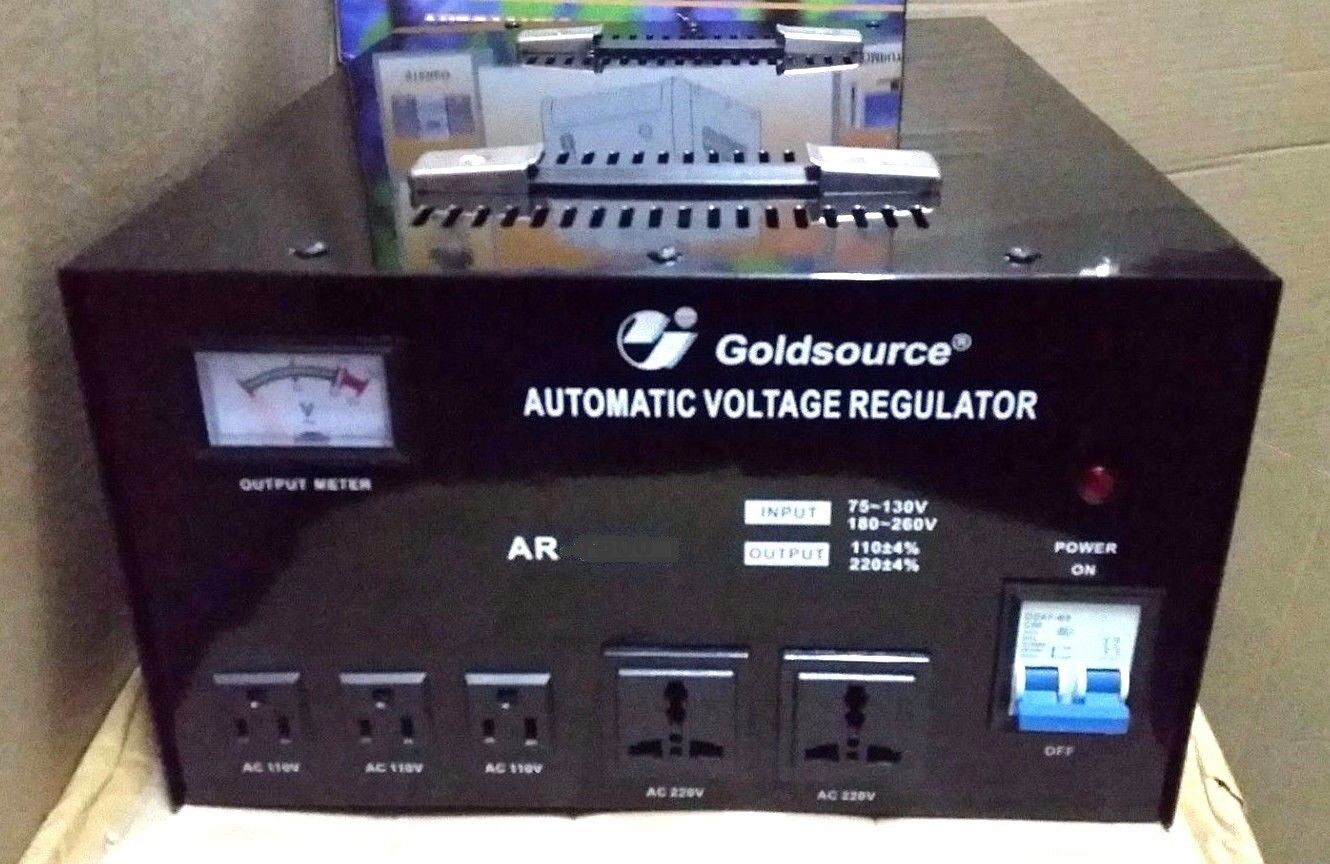 Goldsource®
AUTOMATIC VOLTAGE REGULATOR
OUTPUT METER
V
INPUT 75~130V
180~260V
OUTPUT 110±4%
220±4%
AR
POWER
ON
OFF
AC 110V
AC 110V
AC 110V
AC 220V
AC 220V